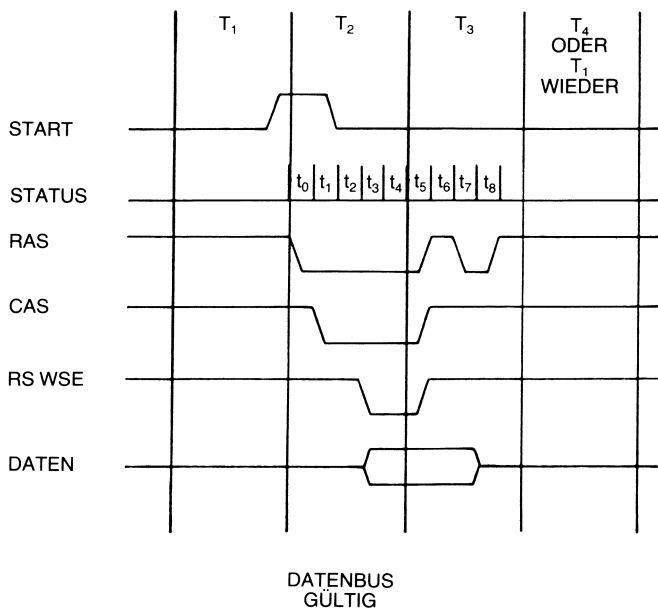 T₁ T₂ T₃ T₄
ODER
T₁
WIEDER
START
STATUS t₀ t₁ t₂ t₃ t₄ t₅ t₆ t₇ t₈
RAS
CAS
RS WSE
DATEN
DATENBUS
GÜLTIG